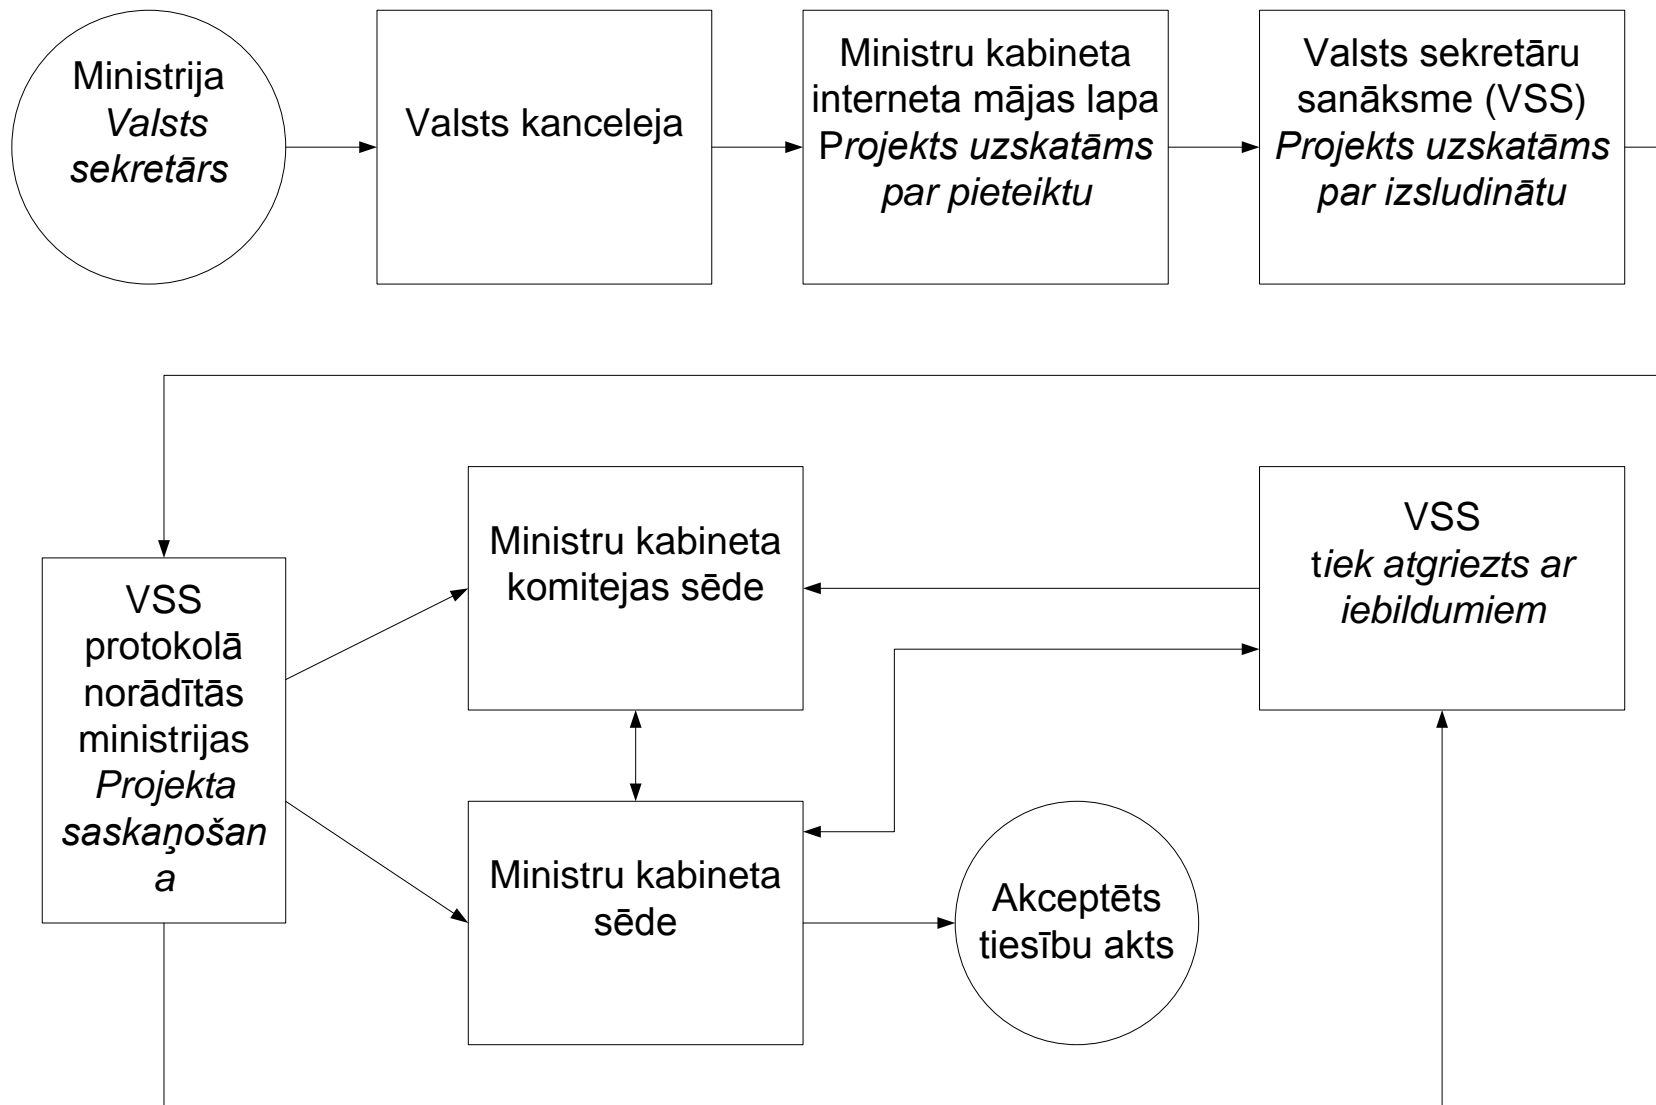 Ministrija
Valsts
sekretārs
Valsts kanceleja
Ministru kabineta
interneta mājas lapa
Projekts uzskatāms
par pieteiktu
Valsts sekretāru
sanāksme (VSS)
Projekts uzskatāms
par izsludinātu
VSS
protokolā
norādītās
ministrijas
Projekta
saskaņošan
a
Ministru kabineta
komitejas sēde
VSS
tiek atgriezts ar
iebildumiem
Ministru kabineta
sēde
Akceptēts
tiesību akts